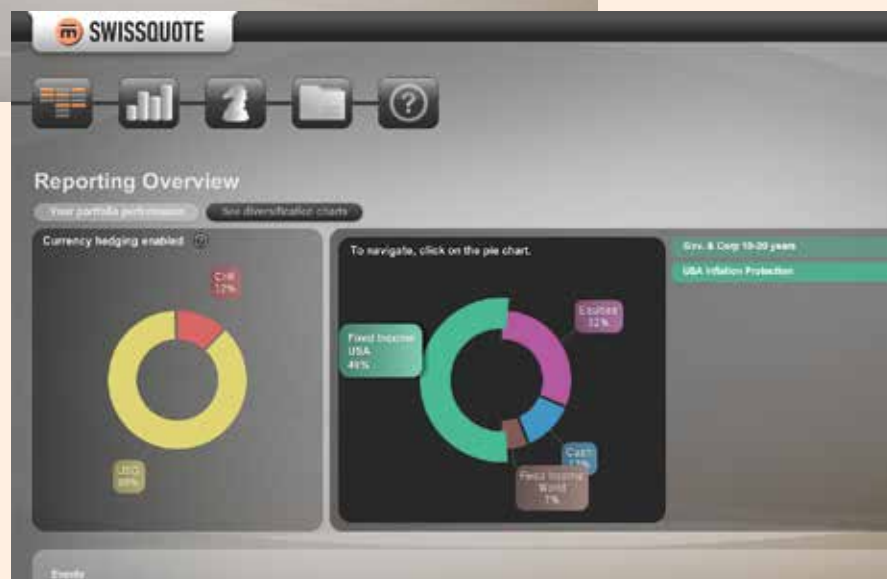 SWISSQUOTE
?
Reporting Overview
Your portfolio performance
See diversification charts
Currency hedging enabled
CHF
12%
USD
To navigate, click on the pie chart.
Fixed Income
USA
Equities
32%
Cash
Fixed Income
World
7%
Gov. & Corp 10-20 years
USA Inflation Protection
Events